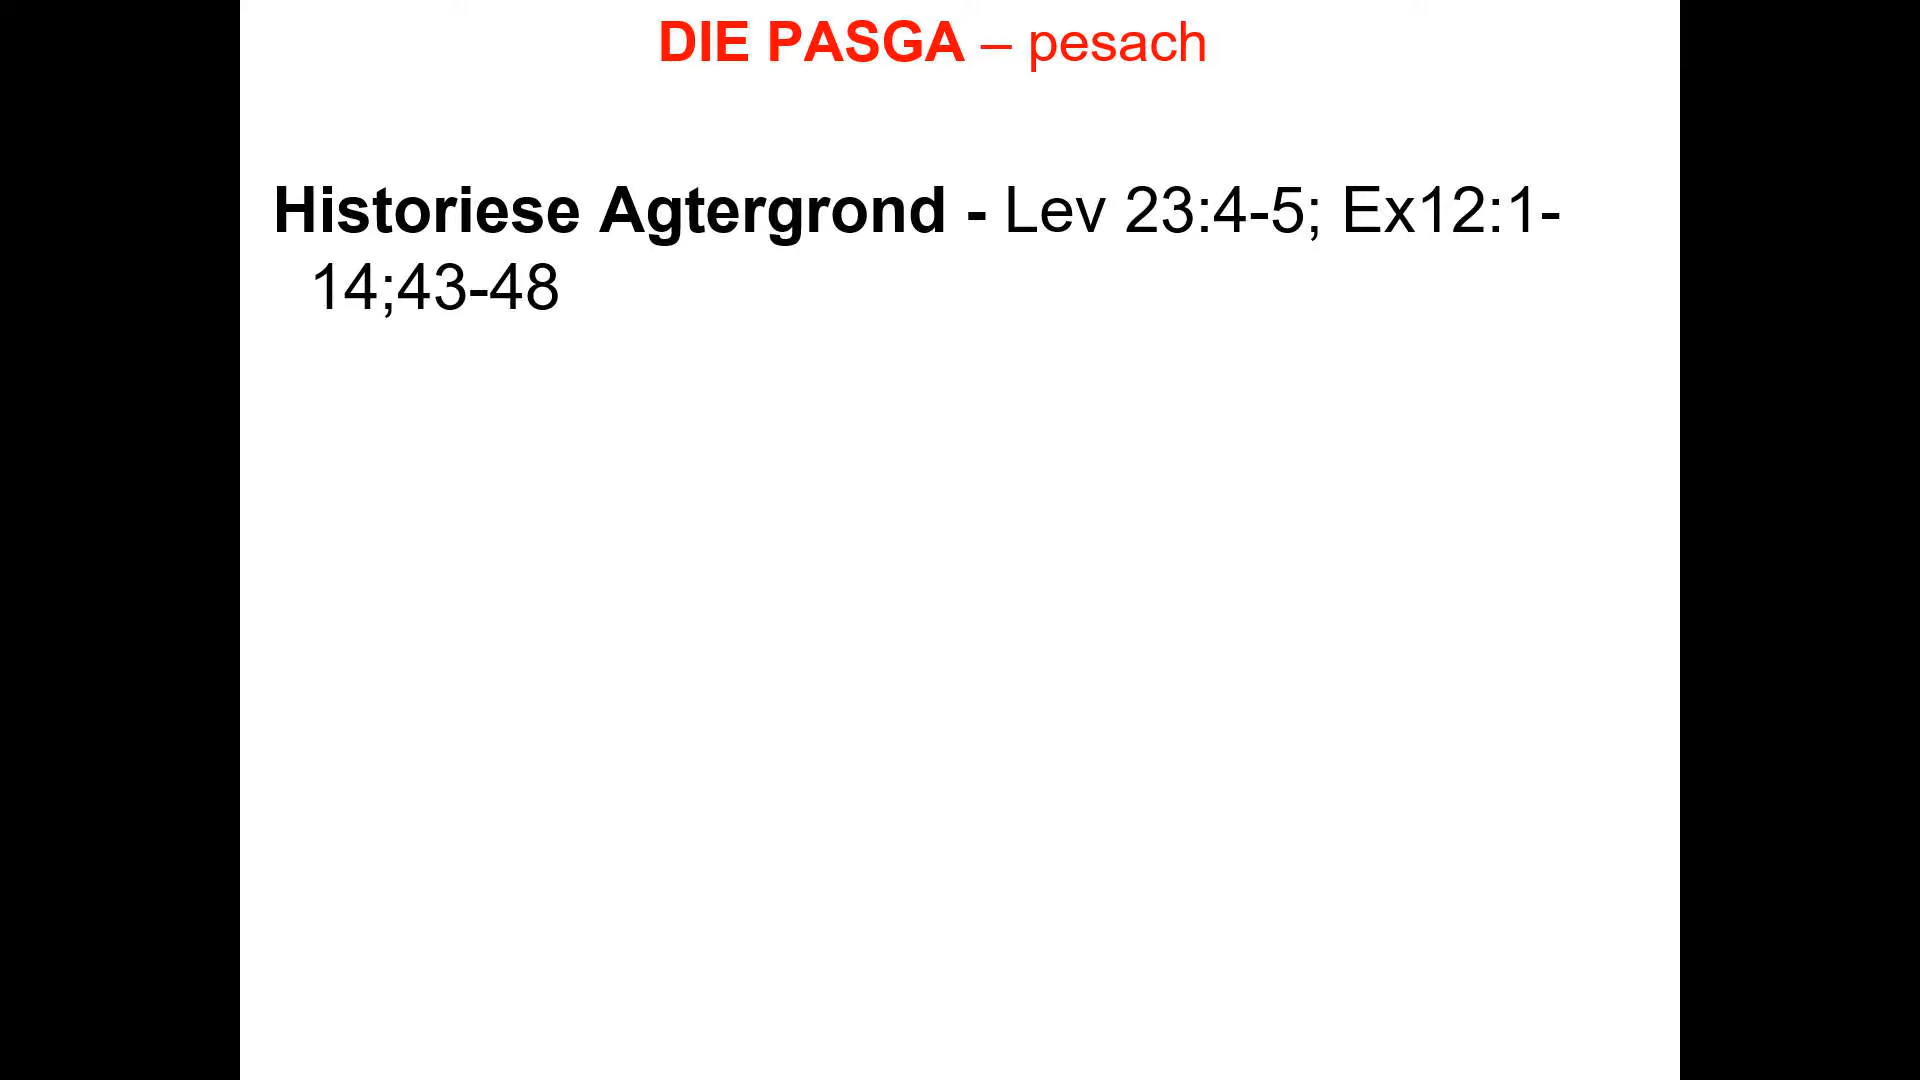 DIE PASGA – pesach
Historiese Agtergrond - Lev 23:4-5; Ex12:1-
14;43-48